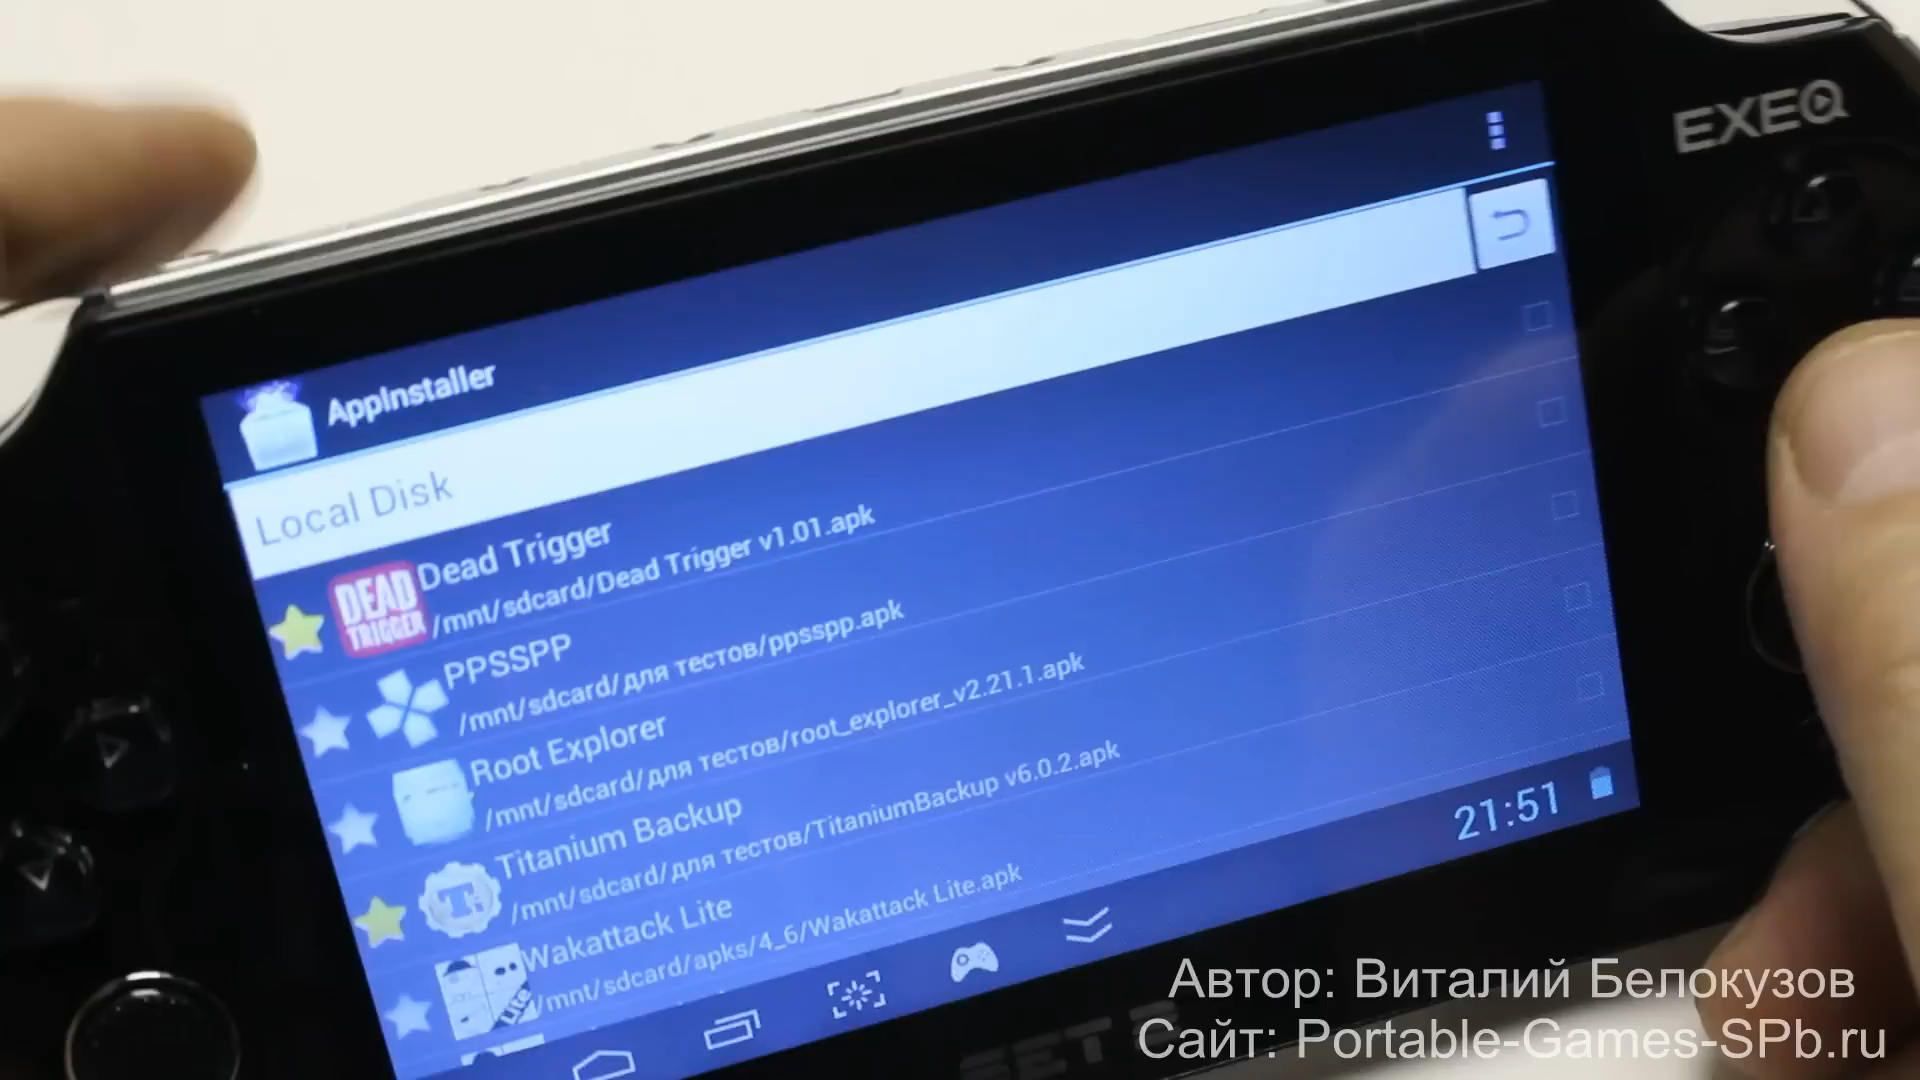 EXEQ
AppInstaller
Local Disk
DEAD
TRIGGER
Dead Trigger
/mnt/sdcard/Dead Trigger v1.01.apk
PPSSPP
/mnt/sdcard/для тестов/ppsspp.apk
Root Explorer
/mnt/sdcard/для тестов/root_explorer_v2.21.1.apk
Titanium Backup
/mnt/sdcard/для тестов/TitaniumBackup v6.0.2.apk
Wakattack Lite
/mnt/sdcard/apks/4_6/Wakattack Lite.apk
Lite
21:51
SET
Автор: Виталий Белокузов
Сайт: Portable-Games-SPb.ru